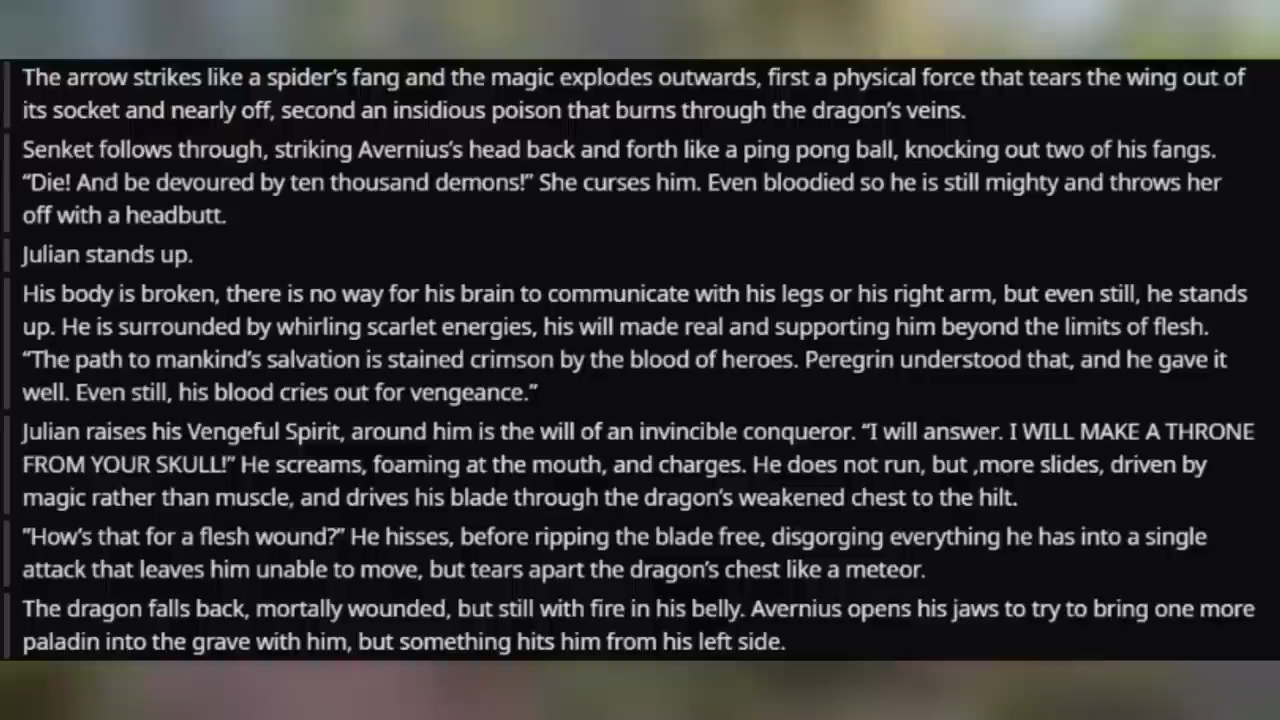 The arrow strikes like a spider’s fang and the magic explodes outwards, first a physical force that tears the wing out of
its socket and nearly off, second an insidious poison that burns through the dragon’s veins.
Senket follows through, striking Avernius’s head back and forth like a ping pong ball, knocking out two of his fangs.
“Die! And be devoured by ten thousand demons!” She curses him. Even bloodied so he is still mighty and throws her
off with a headbutt.
Julian stands up.
His body is broken, there is no way for his brain to communicate with his legs or his right arm, but even still, he stands
up. He is surrounded by whirling scarlet energies, his will made real and supporting him beyond the limits of flesh.
“The path to mankind’s salvation is stained crimson by the blood of heroes. Peregrin understood that, and he gave it
well. Even still, his blood cries out for vengeance.”
Julian raises his Vengeful Spirit, around him is the will of an invincible conqueror. “I will answer. I WILL MAKE A THRONE
FROM YOUR SKULL!” He screams, foaming at the mouth, and charges. He does not run, but ,more slides, driven by
magic rather than muscle, and drives his blade through the dragon’s weakened chest to the hilt.
“How’s that for a flesh wound?” He hisses, before ripping the blade free, disgorging everything he has into a single
attack that leaves him unable to move, but tears apart the dragon’s chest like a meteor.
The dragon falls back, mortally wounded, but still with fire in his belly. Avernius opens his jaws to try to bring one more
paladin into the grave with him, but something hits him from his left side.